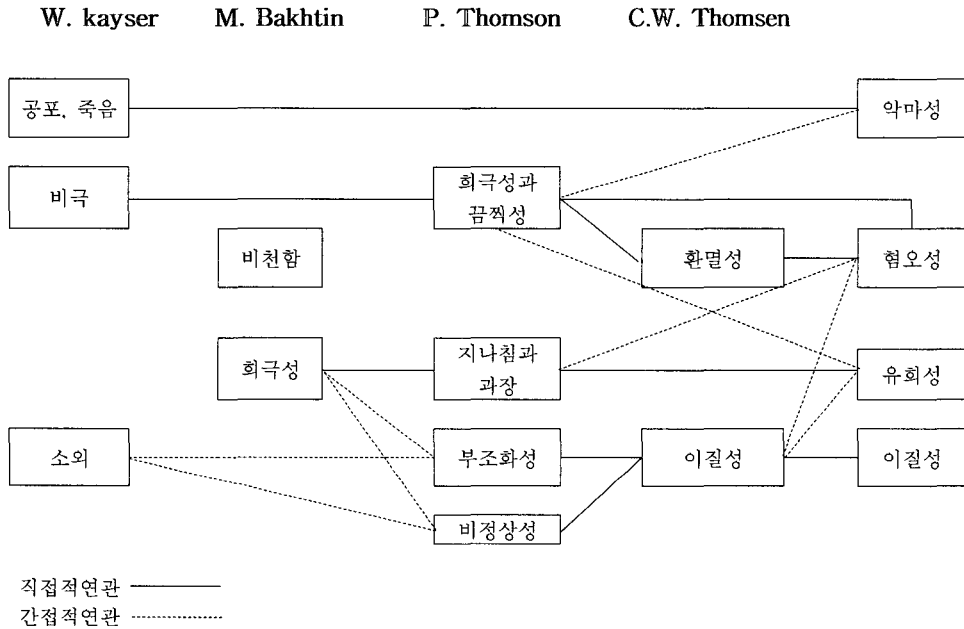 W. kayser M. Bakhtin P. Thomson C.W. Thomsen
공포, 죽음
악마성
비극
희극성과
끔찍성
비천함
환멸성
혐오성
희극성
지나침과
과장
유희성
소외
부조화성
이질성
이질성
비정상성
직접적연관
간접적연관